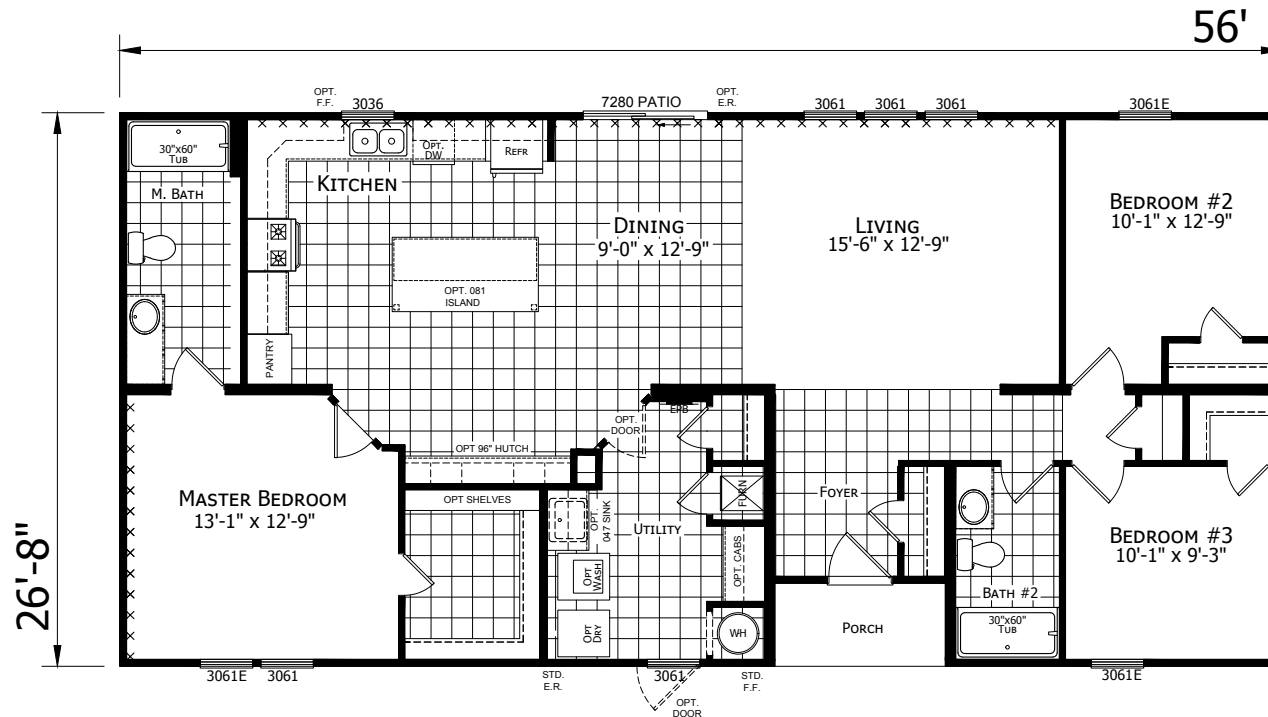 56'
OPT.
F.F.
3036
7280 PATIO
OPT.
E.R.
3061
3061
3061
3061E
30"x60"
TUB
M. BATH
KITCHEN
OPT.
DW
REFR
DINING
9'-0" x 12'-9"
LIVING
15'-6" x 12'-9"
BEDROOM #2
10'-1" x 12'-9"
OPT. 081
ISLAND
PANTRY
OPT.
DOOR
EPB
OPT 96" HUTCH
MASTER BEDROOM
13'-1" x 12'-9"
OPT SHELVES
OPT.
047 SINK
UTILITY
FURN
FOYER
BEDROOM #3
10'-1" x 9'-3"
26'-8"
OPT
WASH
OPT. CABS
BATH #2
30"x60"
TUB
OPT
DRY
WH
PORCH
3061E
3061
STD.
E.R.
3061
STD.
F.F.
OPT.
DOOR
3061E